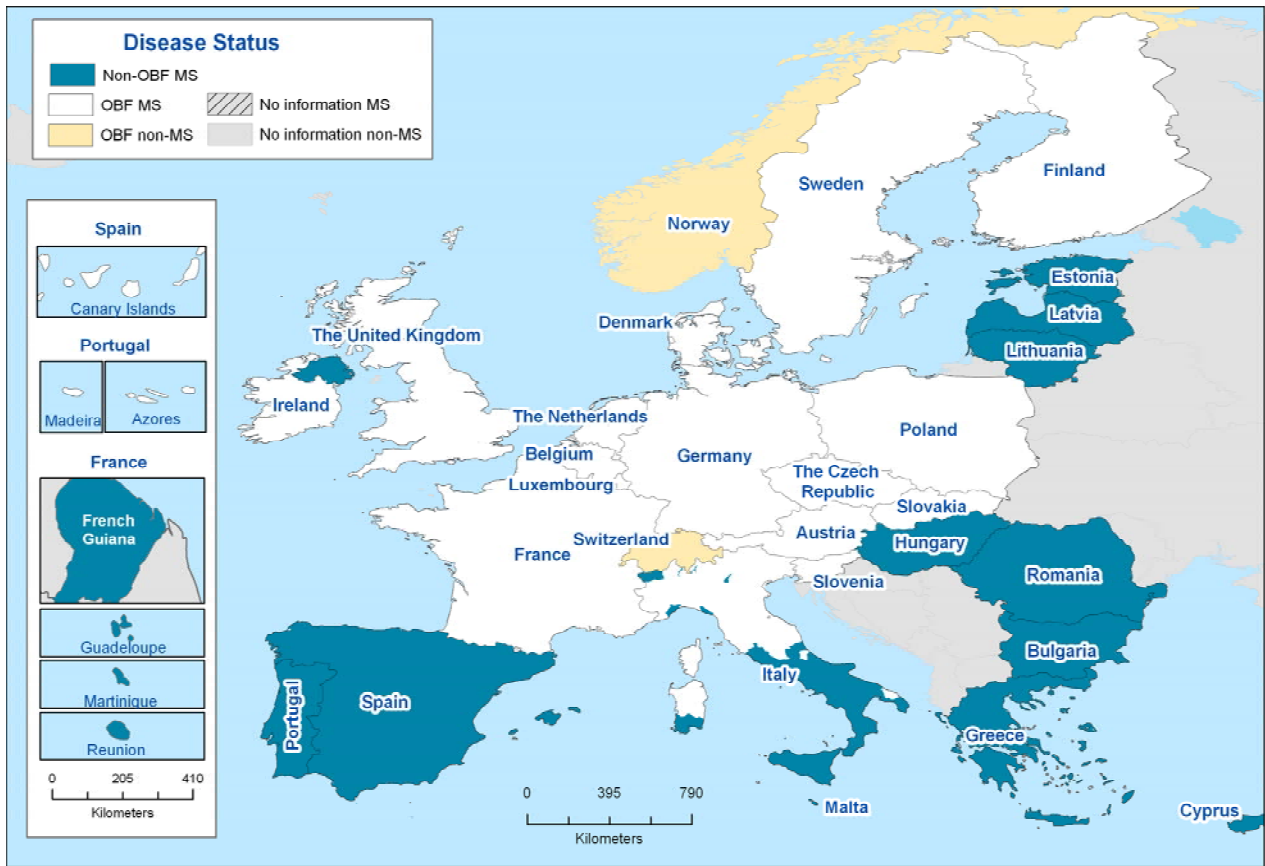 Disease Status
Non-OBF MS
OBF MS
No information MS
OBF non-MS
No information non-MS
Spain
Canary Islands
Portugal
Madeira
Azores
France
French
Guiana
Guadeloupe
Martinique
Reunion
0 205 410
Kilometers
Norway
Sweden
Finland
Estonia
Latvia
Lithuania
Denmark
The United Kingdom
Ireland
The Netherlands
Belgium
Luxembourg
Germany
Poland
The Czech
Republic
Slovakia
Austria
Switzerland
France
Hungary
Slovenia
Romania
Bulgaria
Italy
Spain
Portugal
Greece
Malta
Cyprus
0 395 790
Kilometers